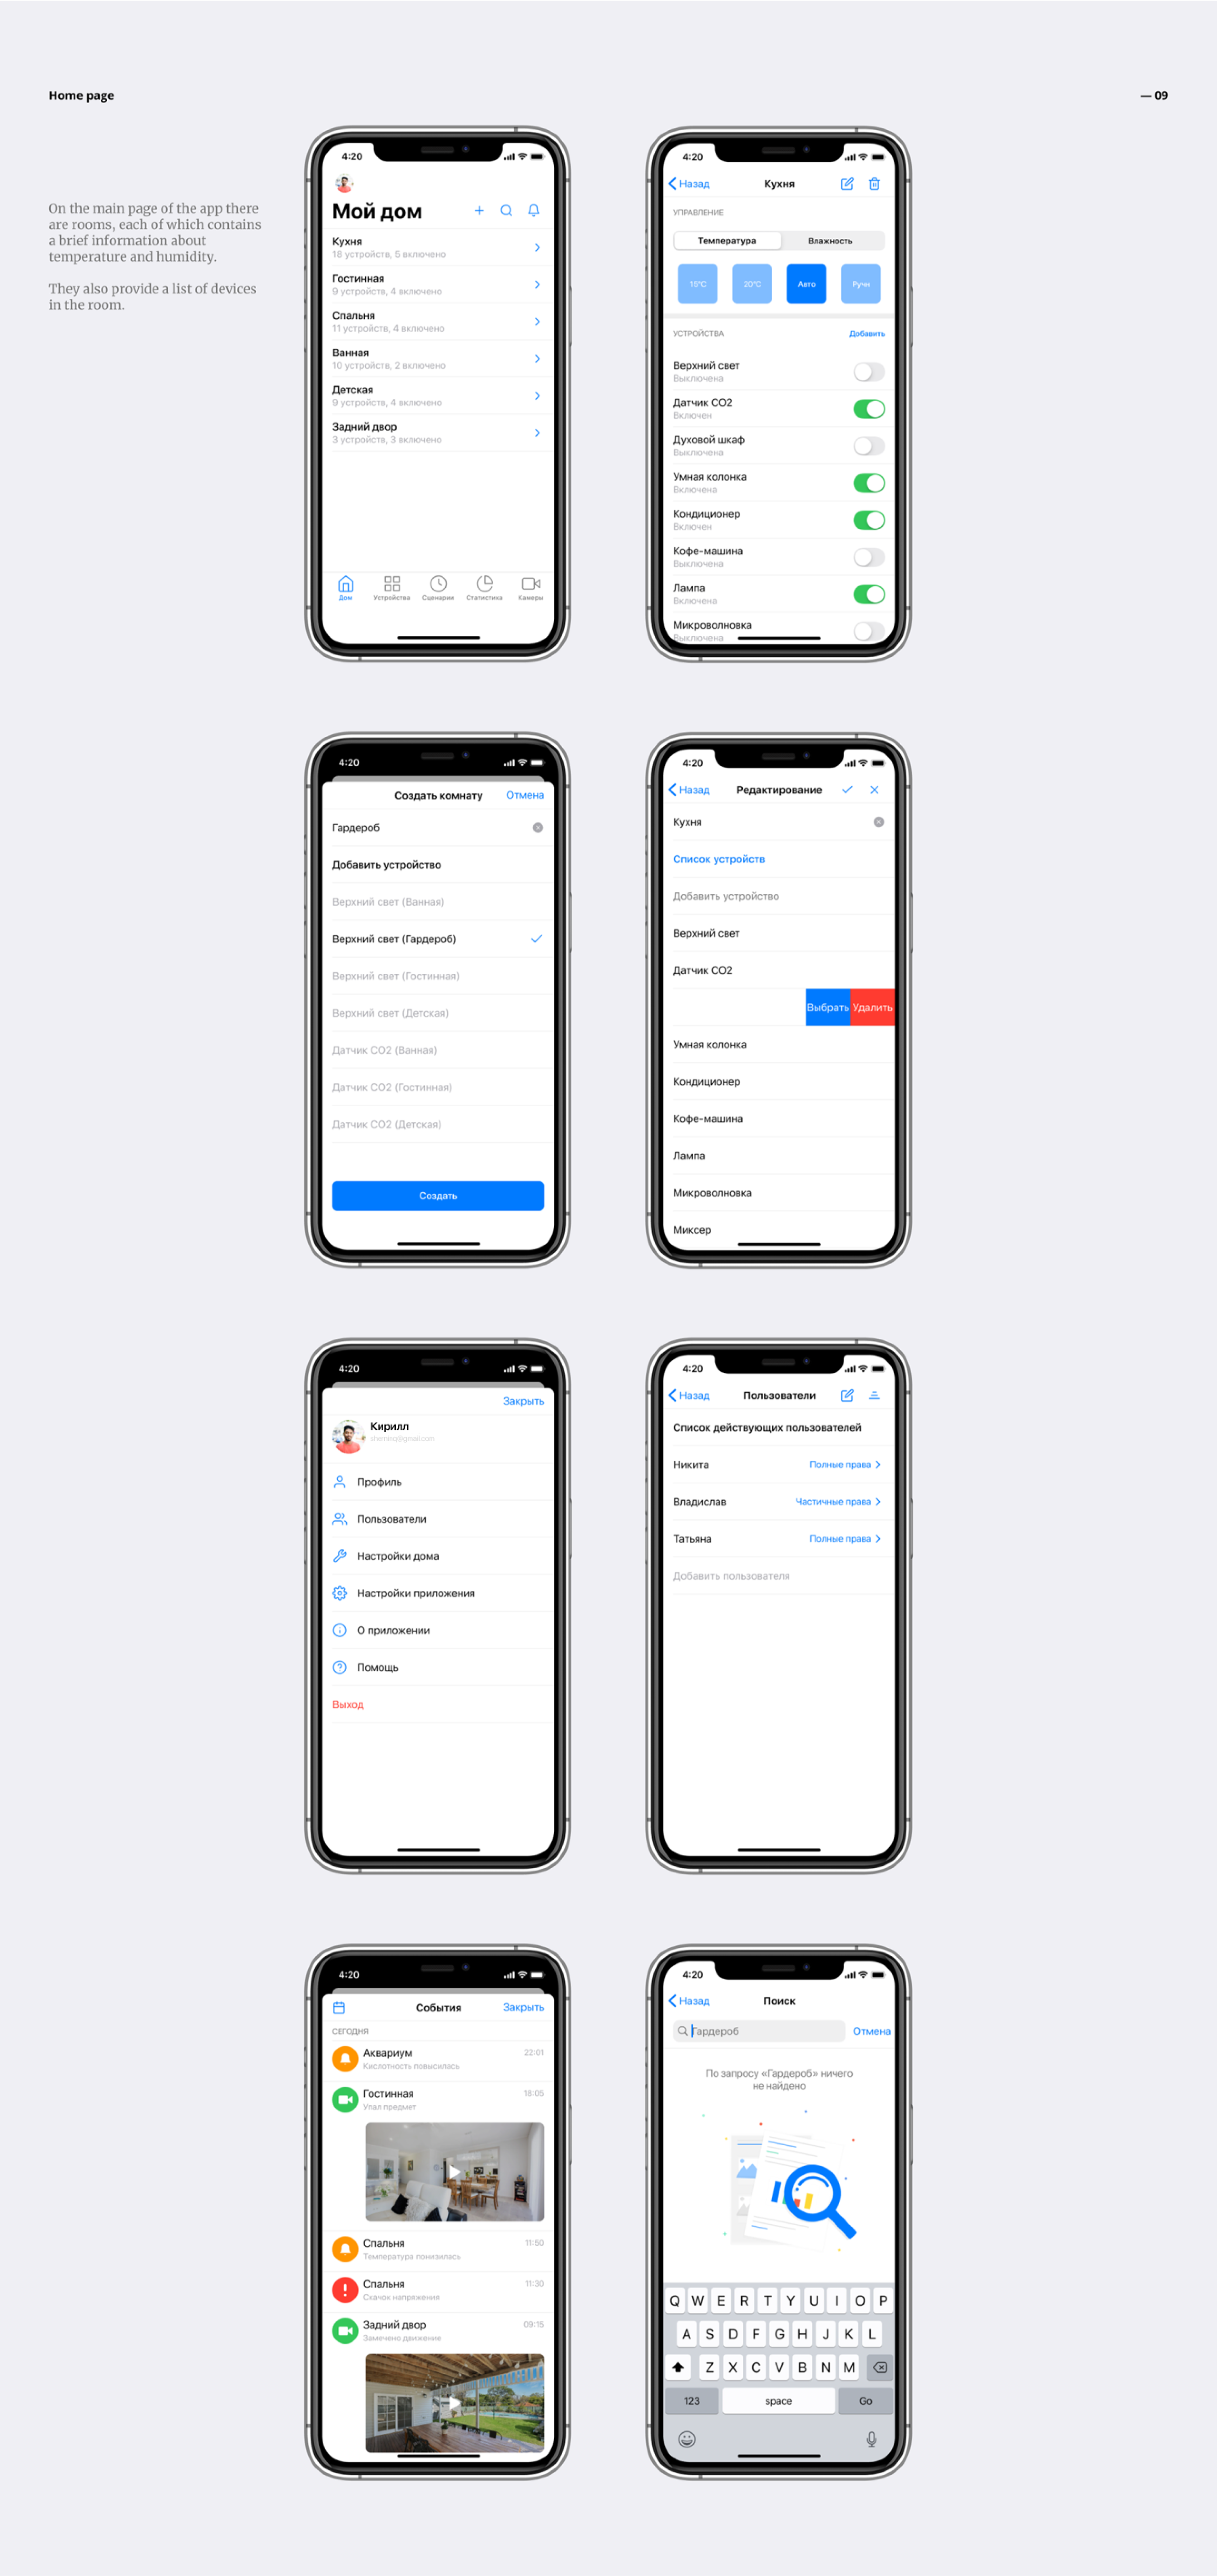 Home page
— 09
On the main page of the app there
are rooms, each of which contains
a brief information about
temperature and humidity.
They also provide a list of devices
in the room.
4:20
Мой дом
Кухня
18 устройств, 5 включено
Гостинная
9 устройств, 4 включено
Спальня
11 устройств, 4 включено
Ванная
10 устройств, 2 включено
Детская
9 устройств, 4 включено
Задний двор
3 устройств, 3 включено
Дом
Устройства
Сценарии
Статистика
Камеры
4:20
Назад
Кухня
УПРАВЛЕНИЕ
Температура
Влажность
15°C
20°C
Авто
Ручн
УСТРОЙСТВА
Добавить
Верхний свет
Выключена
Датчик CO2
Включен
Духовой шкаф
Выключена
Умная колонка
Включена
Кондиционер
Включен
Кофе-машина
Выключена
Лампа
Включена
Микроволновка
Выключена
4:20
Создать комнату
Отмена
Гардероб
Добавить устройство
Верхний свет (Ванная)
Верхний свет (Гардероб)
Верхний свет (Гостинная)
Верхний свет (Детская)
Датчик CO2 (Ванная)
Датчик CO2 (Гостинная)
Датчик CO2 (Детская)
Создать
4:20
Назад
Редактирование
Кухня
Список устройств
Добавить устройство
Верхний свет
Датчик CO2
Выбрать
Удалить
Умная колонка
Кондиционер
Кофе-машина
Лампа
Микроволновка
Миксер
4:20
Закрыть
Кирилл
Профиль
Пользователи
Настройки дома
Настройки приложения
О приложении
Помощь
Выход
4:20
Назад
Пользователи
Список действующих пользователей
Никита
Полные права
Владислав
Частичные права
Татьяна
Полные права
Добавить пользователя
4:20
События
Закрыть
СЕГОДНЯ
Аквариум
22:01
Кислотность повысилась
Гостинная
18:05
Упал предмет
Спальня
11:50
Температура понизилась
Спальня
11:30
Скачок напряжения
Задний двор
09:15
Замечено движение
4:20
Назад
Поиск
Гардероб
Отмена
По запросу «Гардероб» ничего
не найдено
Q W E R T Y U I O P
A S D F G H J K L
Z X C V B N M
123
space
Go